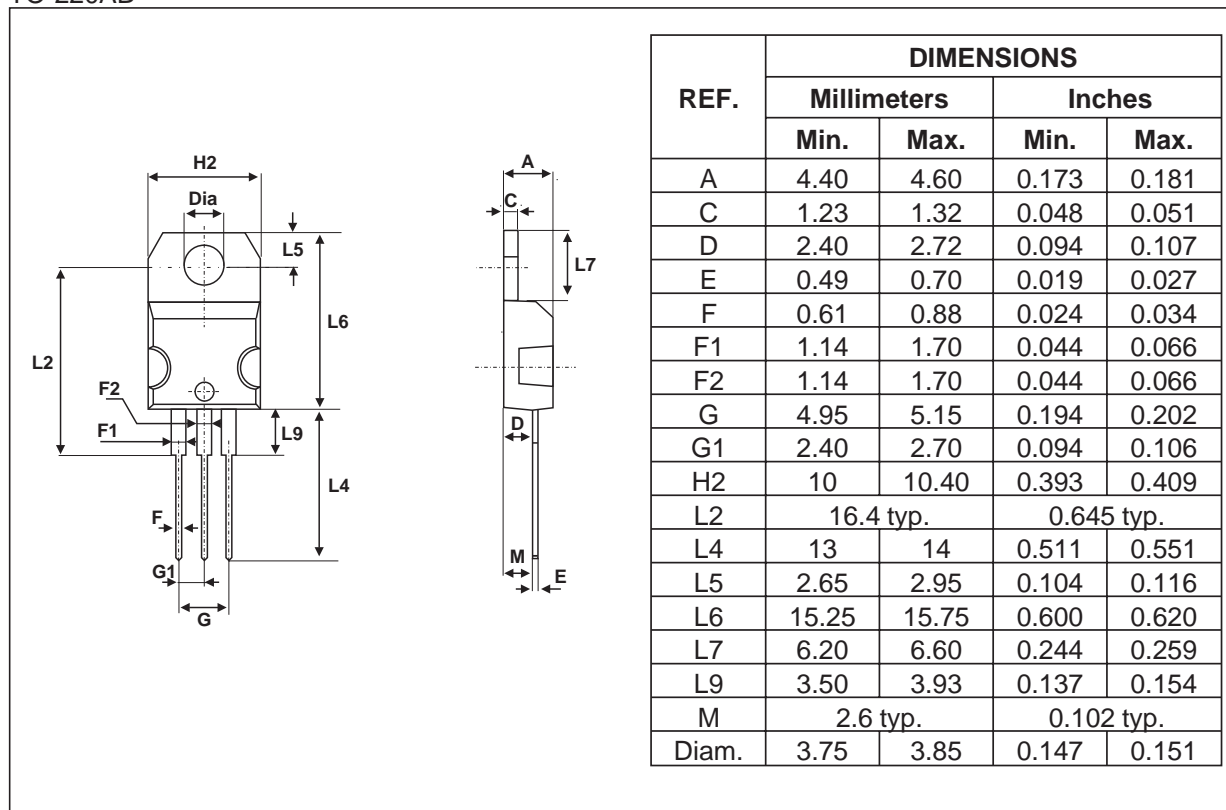 H2
Dia
L5
L6
L2
F2
F1
L9
L4
F
G1
G
A
C
L7
D
M
E
REF. DIMENSIONS
Millimeters Inches
Min. Max. Min. Max.
A 4.40 4.60 0.173 0.181
C 1.23 1.32 0.048 0.051
D 2.40 2.72 0.094 0.107
E 0.49 0.70 0.019 0.027
F 0.61 0.88 0.024 0.034
F1 1.14 1.70 0.044 0.066
F2 1.14 1.70 0.044 0.066
G 4.95 5.15 0.194 0.202
G1 2.40 2.70 0.094 0.106
H2 10 10.40 0.393 0.409
L2 16.4 typ. 0.645 typ.
L4 13 14 0.511 0.551
L5 2.65 2.95 0.104 0.116
L6 15.25 15.75 0.600 0.620
L7 6.20 6.60 0.244 0.259
L9 3.50 3.93 0.137 0.154
M 2.6 typ. 0.102 typ.
Diam. 3.75 3.85 0.147 0.151